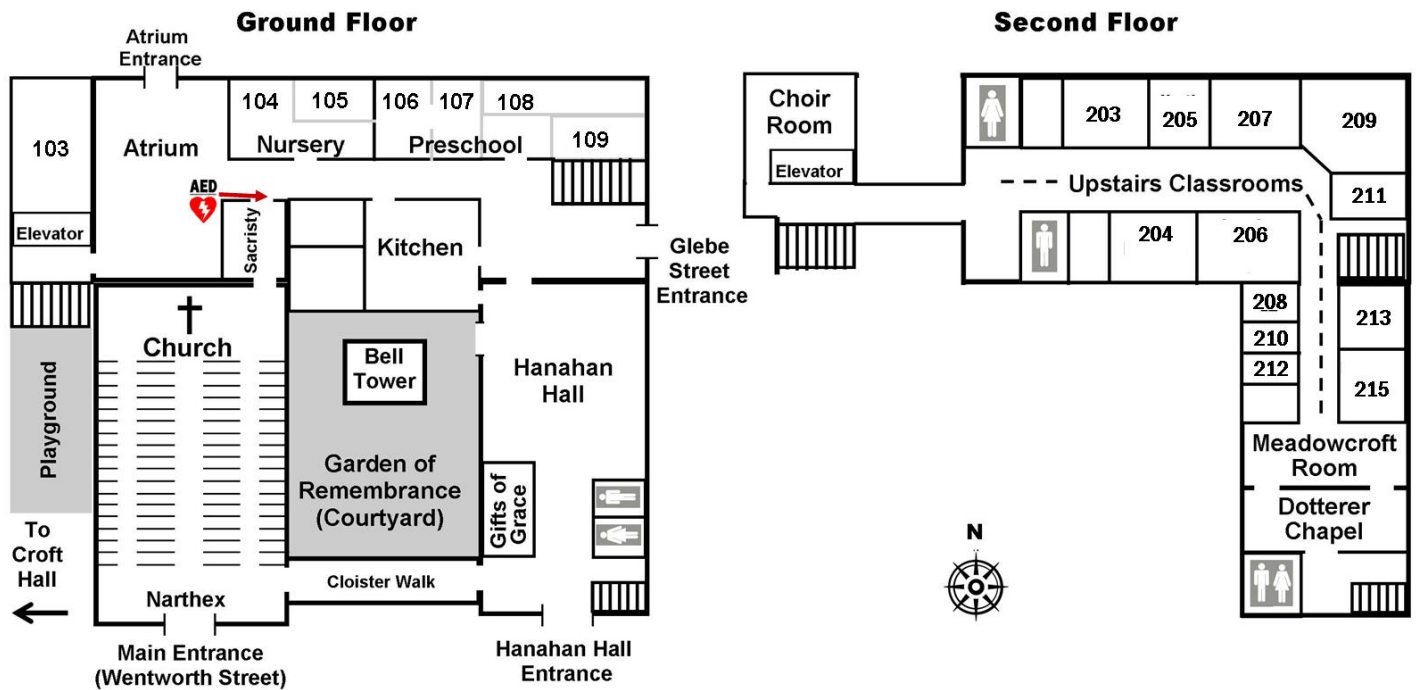 Ground Floor
Atrium
Entrance
103
Atrium
104
105
Nursery
106
107
108
109
Preschool
AED
Elevator
Sacristy
Kitchen
Glebe
Street
Entrance
Church
Bell
Tower
Hanahan
Hall
Playground
Garden of
Remembrance
(Courtyard)
Gifts of
Grace
To
Croft
Hall
Narthex
Cloister Walk
Main Entrance
(Wentworth Street)
Hanahan Hall
Entrance
Second Floor
Choir
Room
Elevator
203
205
207
209
Upstairs Classrooms
211
204
206
208
210
212
213
215
Meadowcroft
Room
Dotterer
Chapel
N